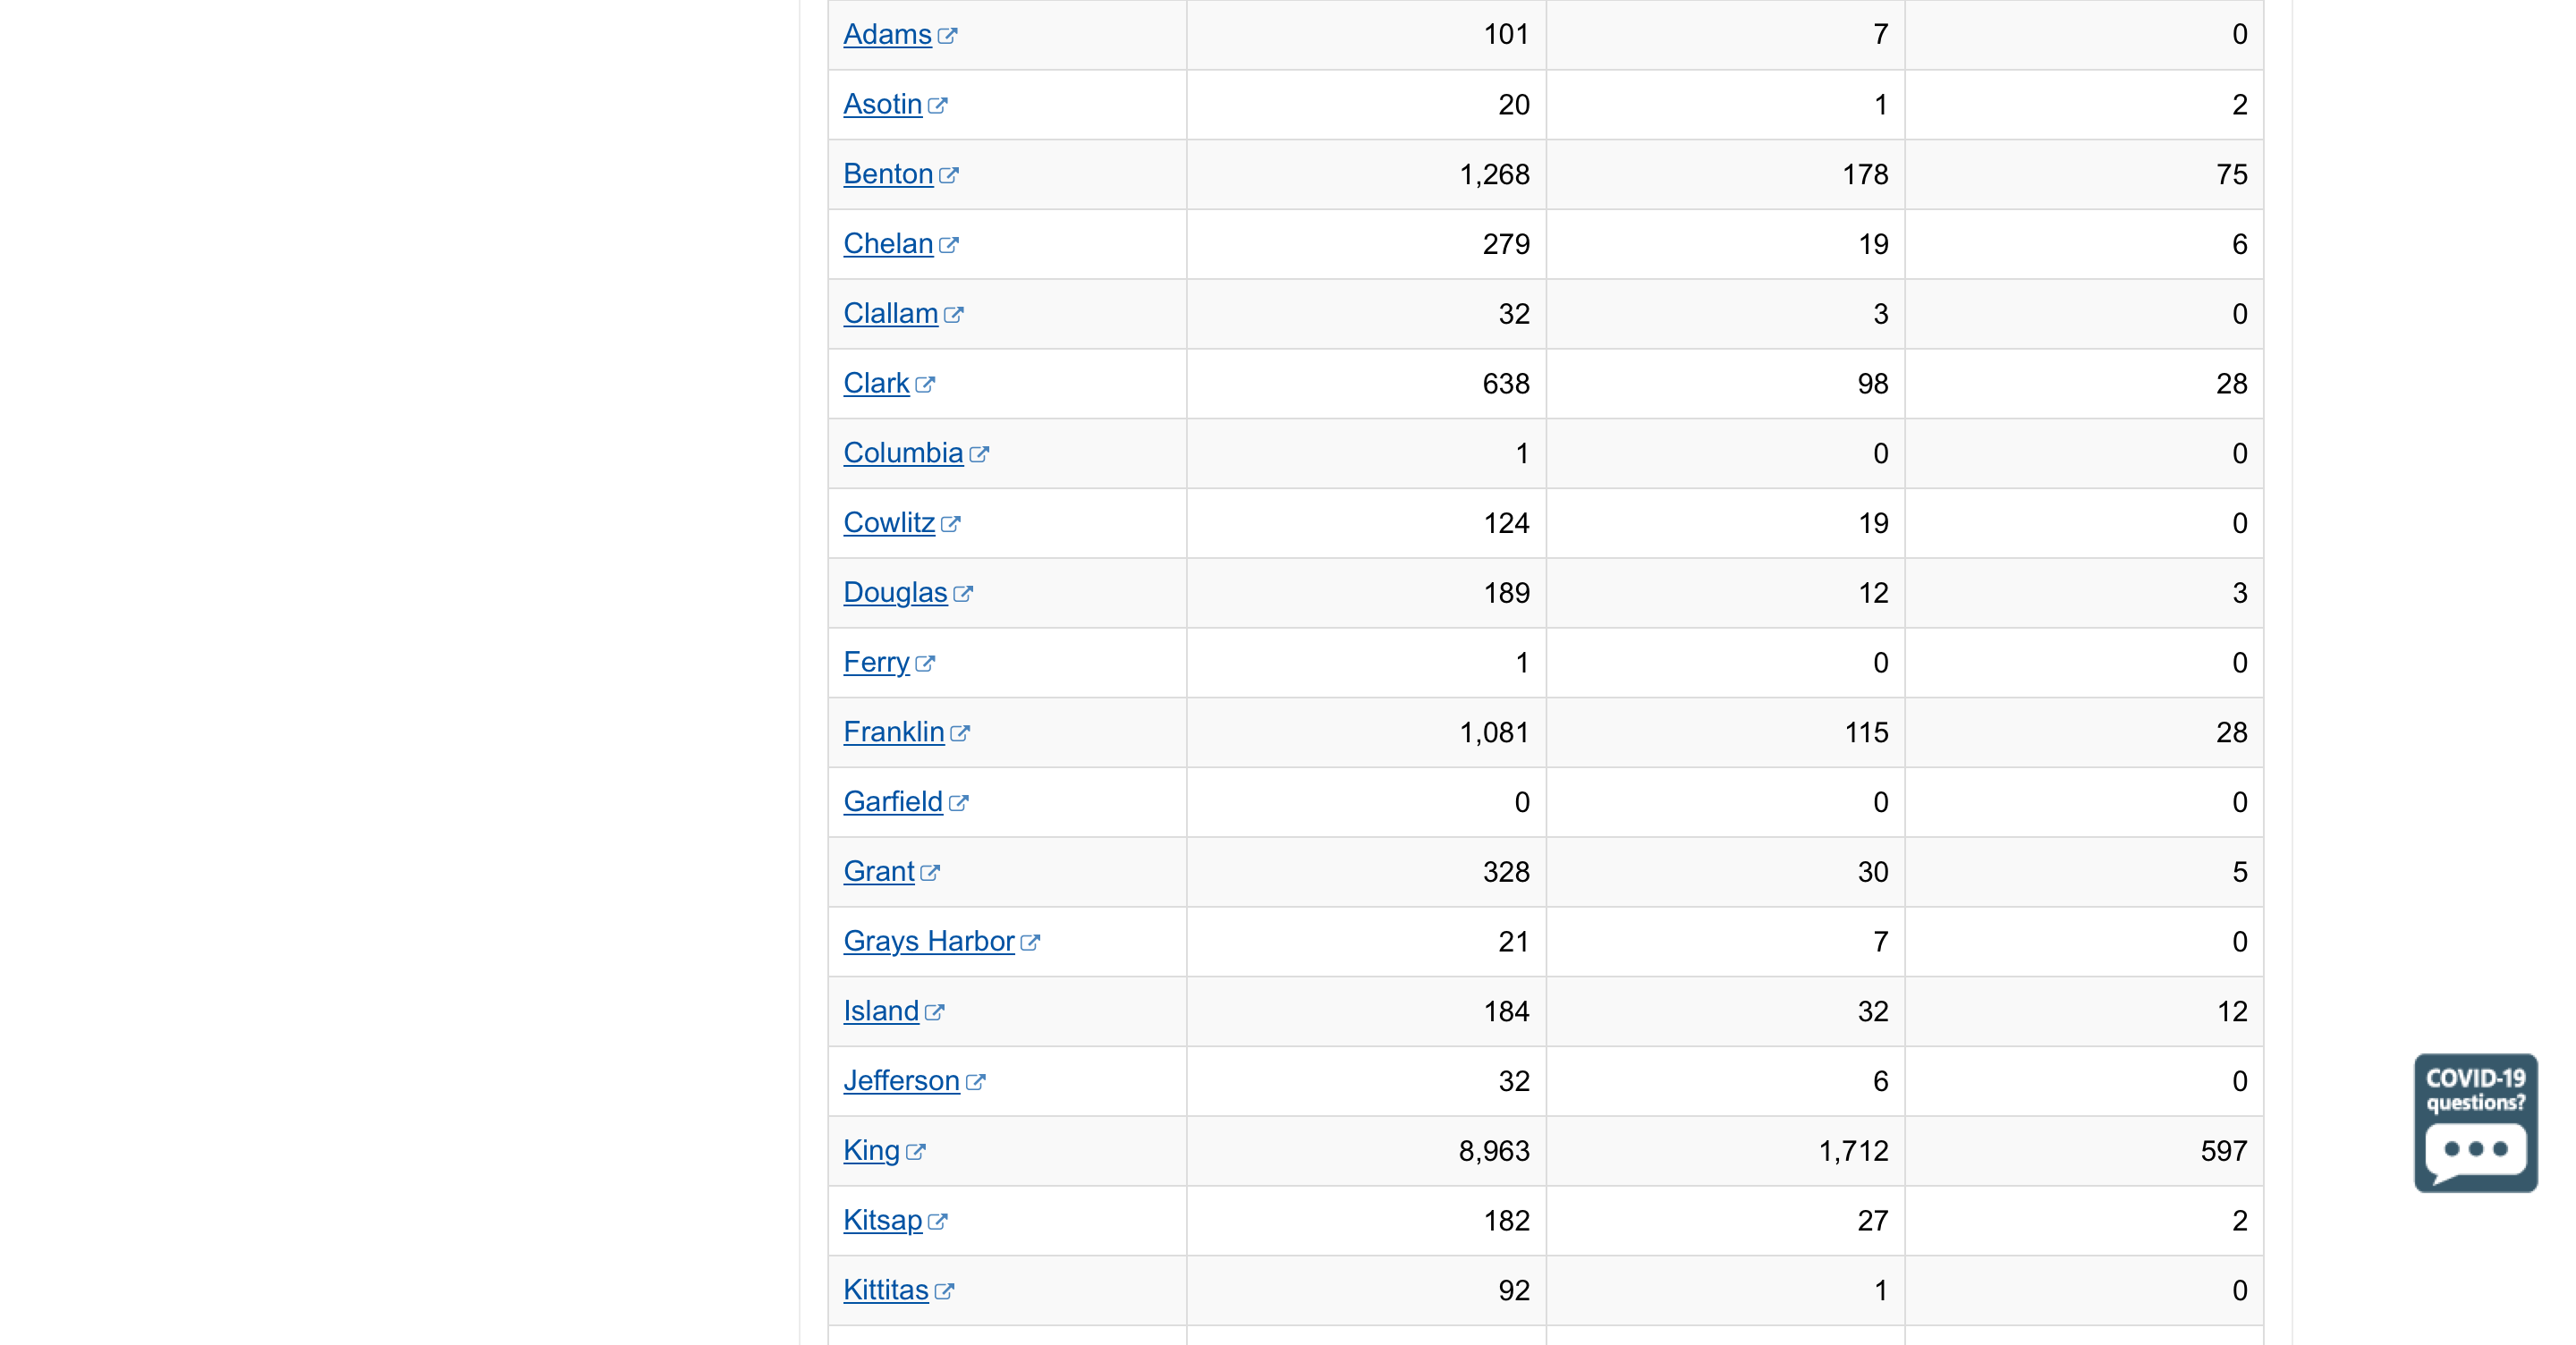 Adams 101 7 0
Asotin 20 1 2
Benton 1,268 178 75
Chelan 279 19 6
Clallam 32 3 0
Clark 638 98 28
Columbia 1 0 0
Cowlitz 124 19 0
Douglas 189 12 3
Ferry 1 0 0
Franklin 1,081 115 28
Garfield 0 0 0
Grant 328 30 5
Grays Harbor 21 7 0
Island 184 32 12
Jefferson 32 6 0
King 8,963 1,712 597
Kitsap 182 27 2
Kittitas 92 1 0
COVID-19
questions?